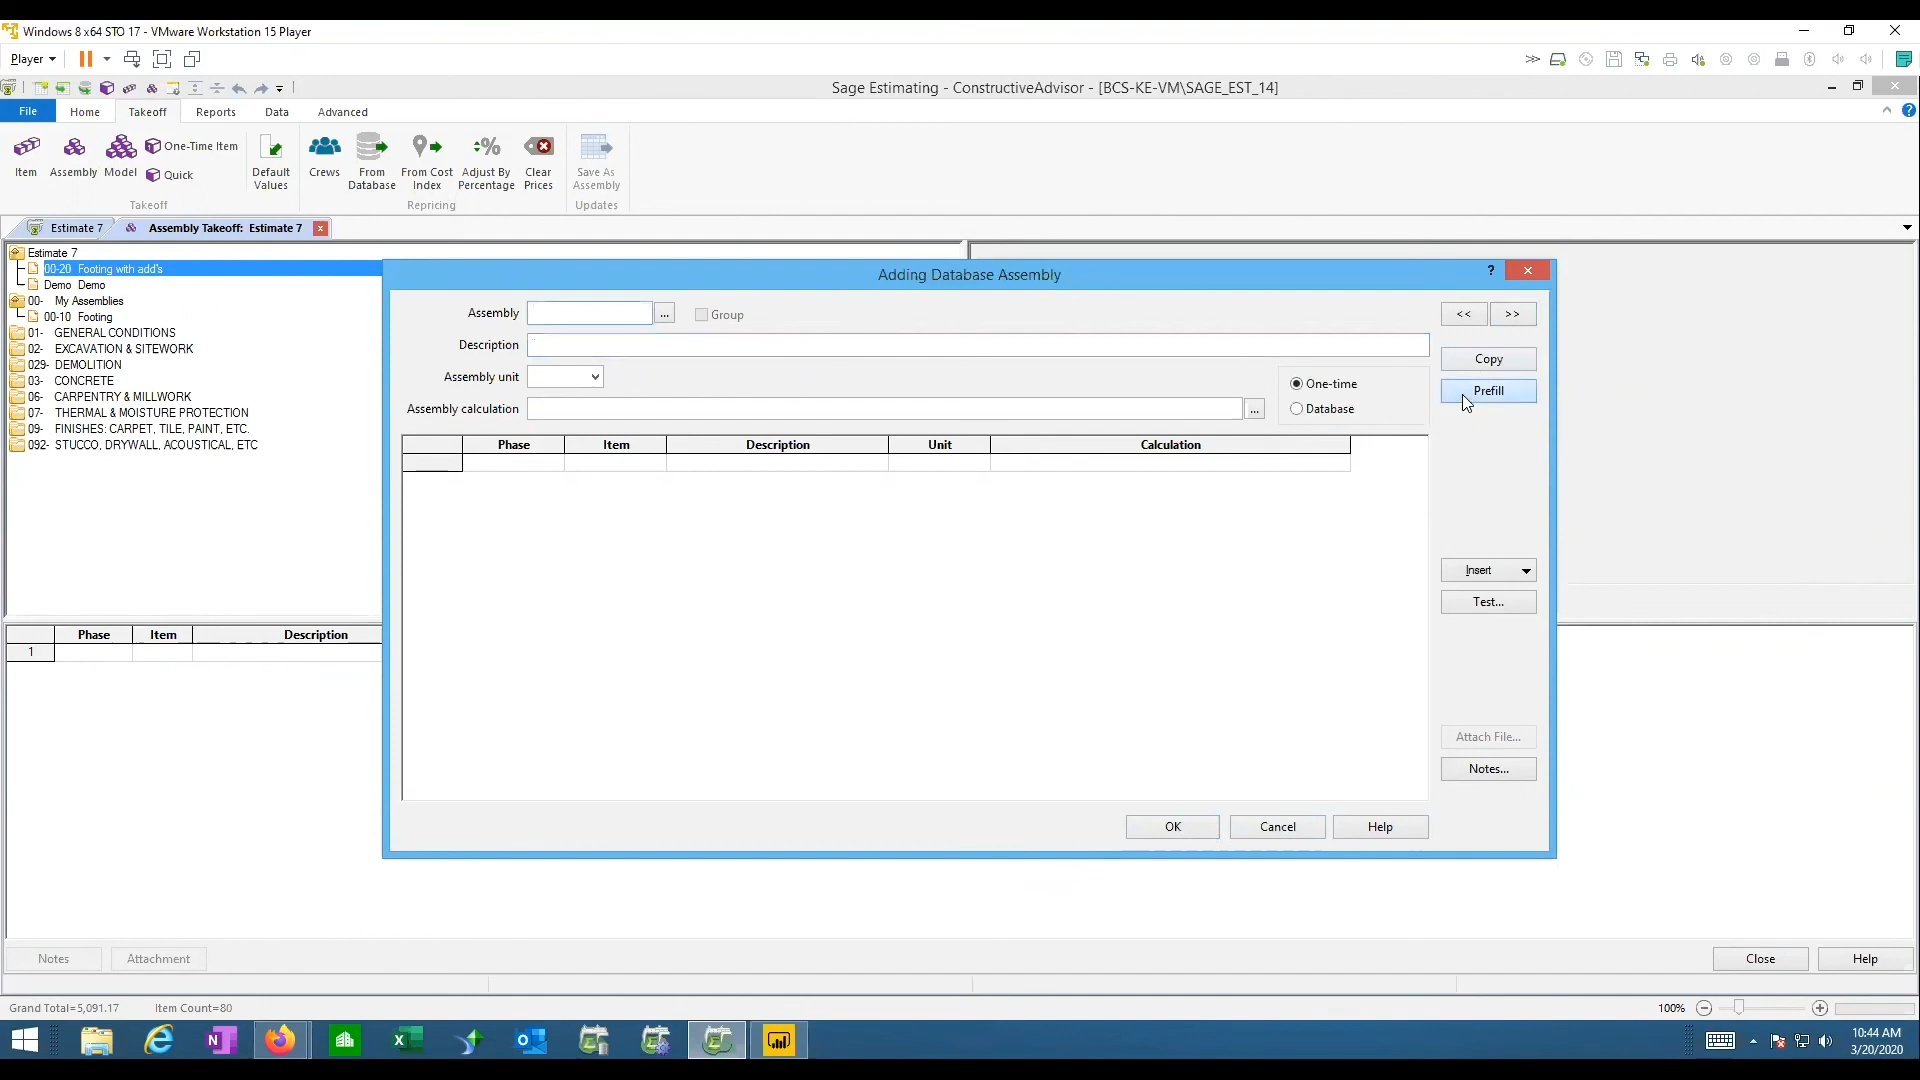 Windows 8 x64 STO 17 - VMware Workstation 15 Player
Player
Sage Estimating - ConstructiveAdvisor - [BCS-KE-VM\SAGE_EST_14]
File Home Takeoff Reports Data Advanced
Item
Assembly
Model
One-Time Item
Quick
Default Values
Crews
From Database
From Cost Index
Adjust By Percentage
Clear Prices
Save As Assembly
Takeoff
Repricing
Updates
Estimate 7
Assembly Takeoff: Estimate 7
x
Estimate 7
00-20 Footing with add's
Demo Demo
00- My Assemblies
00-10 Footing
01- GENERAL CONDITIONS
02- EXCAVATION & SITEWORK
029- DEMOLITION
03- CONCRETE
06- CARPENTRY & MILLWORK
07- THERMAL & MOISTURE PROTECTION
09- FINISHES: CARPET, TILE, PAINT, ETC.
092- STUCCO, DRYWALL, ACOUSTICAL, ETC
Adding Database Assembly
?
Assembly
...
Group
<< >>
Description
Copy
Assembly unit
One-time
Prefill
Assembly calculation
...
Database
Phase Item Description Unit Calculation
Insert
Test...
Attach File...
Notes...
OK Cancel Help
Phase Item Description
1
Notes Attachment
Close Help
Grand Total=5,091.17 Item Count=80
100%
10:44 AM
3/20/2020